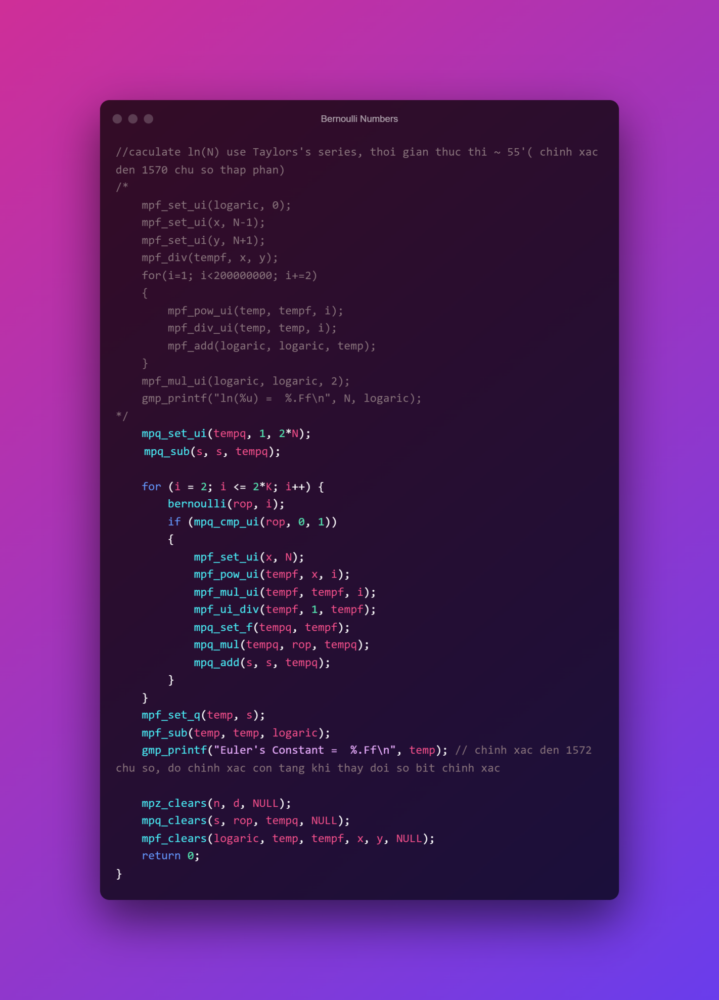 Bernoulli Numbers
//caculate ln(N) use Taylors's series, thoi gian thuc thi ~ 55'( chinh xac
den 1570 chu so thap phan)
/*
    mpf_set_ui(logaric, 0);
    mpf_set_ui(x, N-1);
    mpf_set_ui(y, N+1);
    mpf_div(tempf, x, y);
    for(i=1; i<200000000; i+=2)
    {
        mpf_pow_ui(temp, tempf, i);
        mpf_div_ui(temp, temp, i);
        mpf_add(logaric, logaric, temp);
    }
    mpf_mul_ui(logaric, logaric, 2);
    gmp_printf("ln(%u) =  %.Ff\n", N, logaric);
*/
    mpq_set_ui(tempq, 1, 2*N);
    mpq_sub(s, s, tempq);
    for (i = 2; i <= 2*K; i++) {
        bernoulli(rop, i);
        if (mpq_cmp_ui(rop, 0, 1))
        {
            mpf_set_ui(x, N);
            mpf_pow_ui(tempf, x, i);
            mpf_mul_ui(tempf, tempf, i);
            mpf_ui_div(tempf, 1, tempf);
            mpq_set_f(tempq, tempf);
            mpq_mul(tempq, rop, tempq);
            mpq_add(s, s, tempq);
        }
    }
    mpf_set_q(temp, s);
    mpf_sub(temp, temp, logaric);
    gmp_printf("Euler's Constant =  %.Ff\n", temp); // chinh xac den 1572
chu so, do chinh xac con tang khi thay doi so bit chinh xac
    mpz_clears(n, d, NULL);
    mpq_clears(s, rop, tempq, NULL);
    mpf_clears(logaric, temp, tempf, x, y, NULL);
    return 0;
}